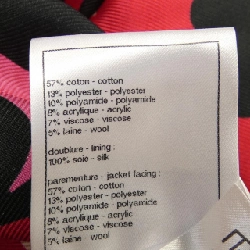 57% coton - cotton
13% polyester - polyester
10% polyamide - polyamide
8% acrylique - acrylic
7% viscose - viscose
5% laine - wool
doublure - lining :
100% soie - silk
parementure - jacket facing :
57% coton - cotton
13% polyester - polyester
10% polyamide - polyamide
8% acrylique - acrylic
7% viscose - viscose
5% laine - wool